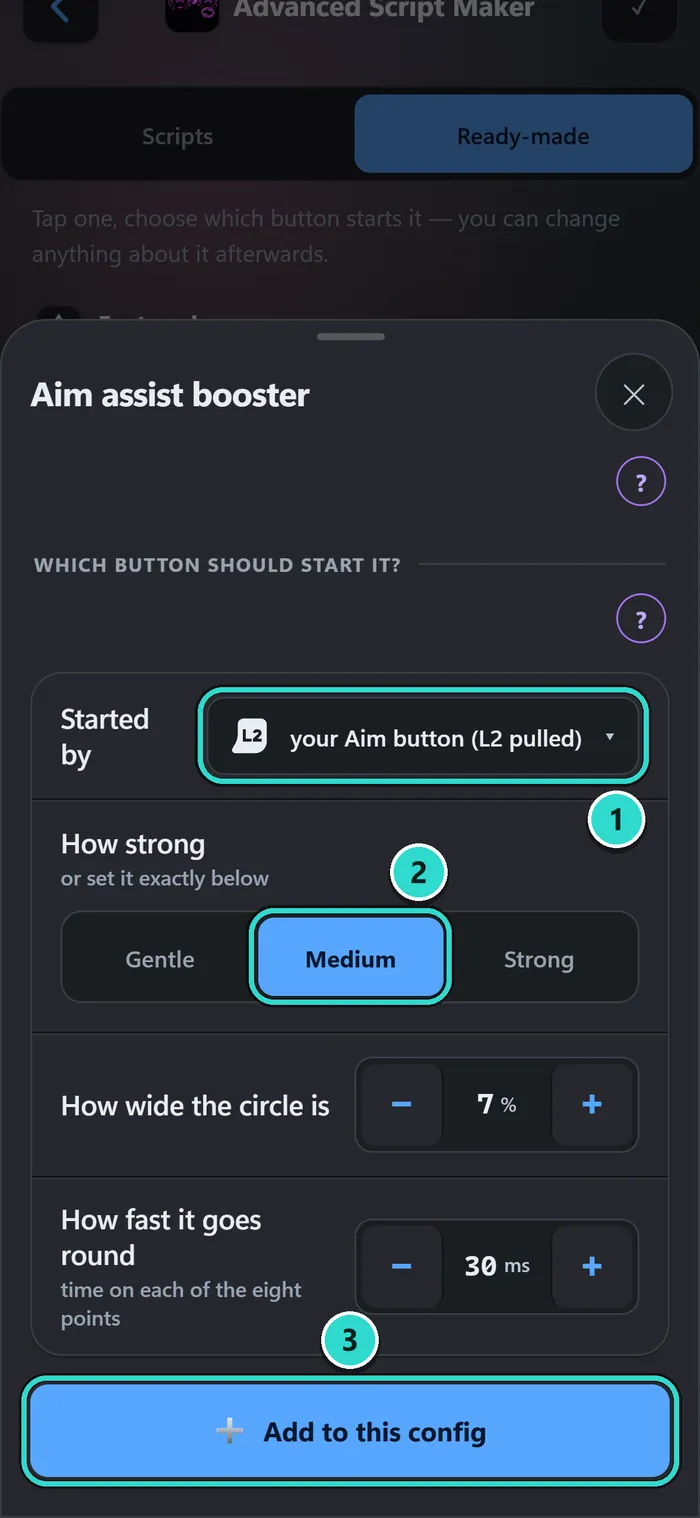 Advanced Script Maker
Scripts
Ready-made
Tap one, choose which button starts it — you can change
anything about it afterwards.
Aim assist booster
?
WHICH BUTTON SHOULD START IT?
?
Started
by
L2
your Aim button (L2 pulled)
1
How strong
or set it exactly below
2
Gentle
Medium
Strong
How wide the circle is
− 7 % +
How fast it goes
round
time on each of the eight
points
− 30 ms +
3
Add to this config